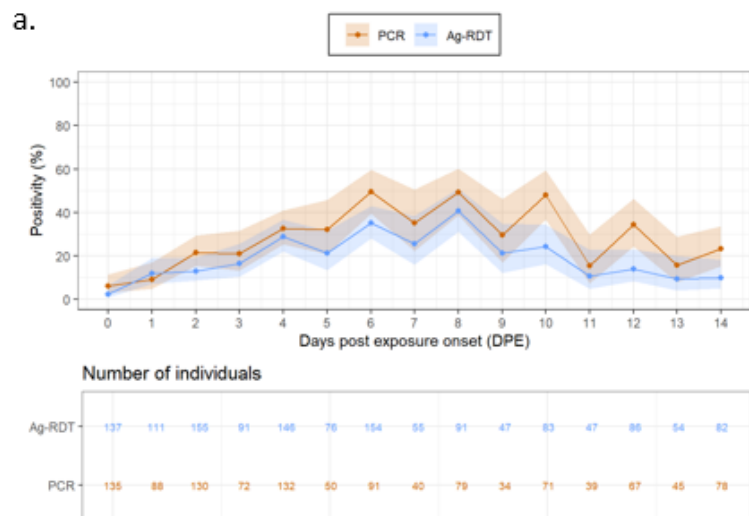 a.
PCR Ag-RDT
100
80
60
40
20
0
Positivity (%)
0 1 2 3 4 5 6 7 8 9 10 11 12 13 14
Days post exposure onset (DPE)
Number of individuals
Ag-RDT 137 111 155 91 146 76 154 55 91 47 83 47 86 54 82
PCR 135 88 130 72 132 50 91 40 79 34 71 39 67 45 78